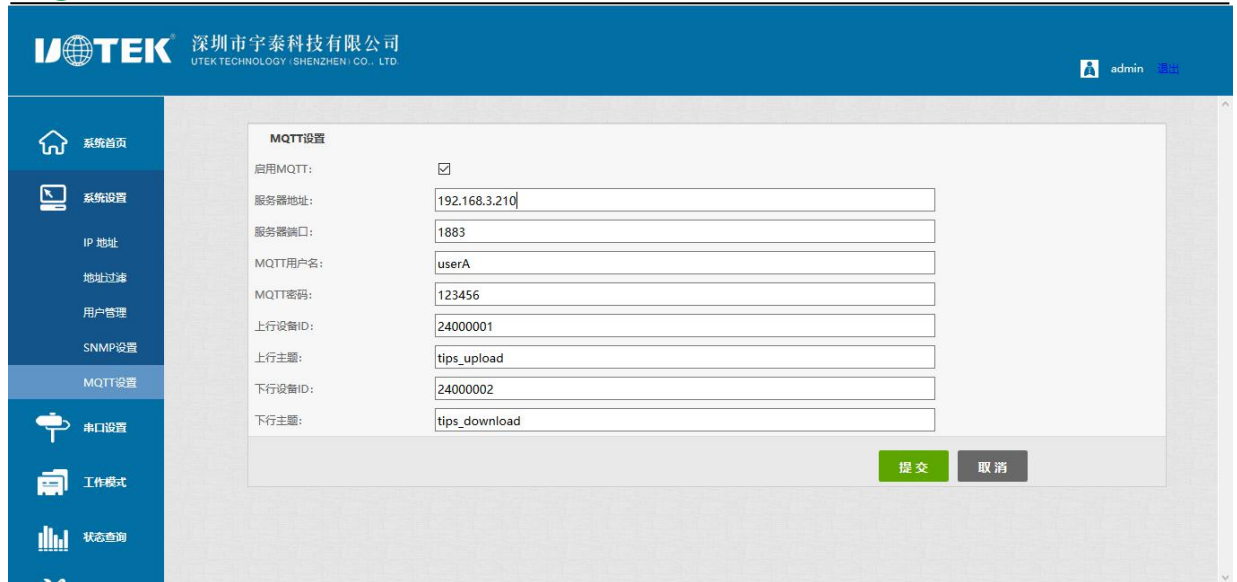 UOTEK® 深圳市宇泰科技有限公司
UTEK TECHNOLOGY (SHENZHEN) CO., LTD.
admin 退出
系统首页
系统设置
IP 地址
地址过滤
用户管理
SNMP设置
MQTT设置
串口设置
工作模式
状态查询
MQTT设置
启用MQTT:
服务器地址: 192.168.3.210
服务器端口: 1883
MQTT用户名: userA
MQTT密码: 123456
上行设备ID: 24000001
上行主题: tips_upload
下行设备ID: 24000002
下行主题: tips_download
提交 取消